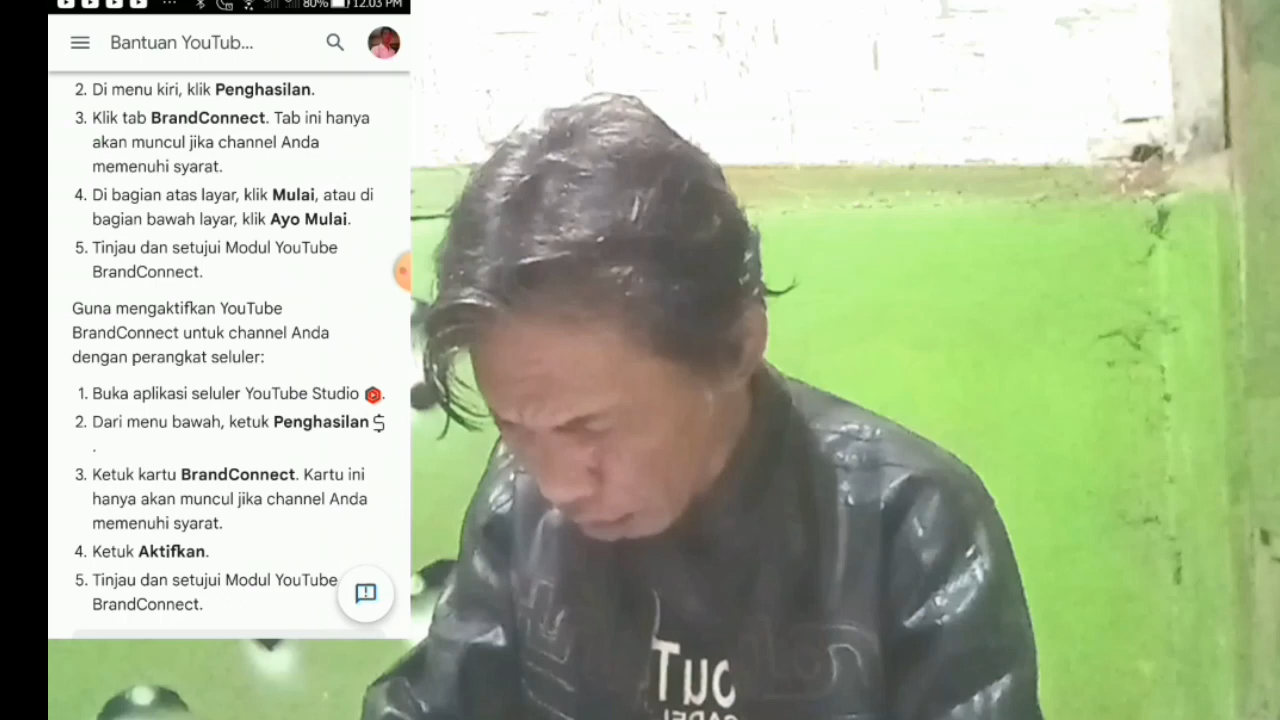 80% 12.03 PM
Bantuan YouTub...
2. Di menu kiri, klik Penghasilan.
3. Klik tab BrandConnect. Tab ini hanya
akan muncul jika channel Anda
memenuhi syarat.
4. Di bagian atas layar, klik Mulai, atau di
bagian bawah layar, klik Ayo Mulai.
5. Tinjau dan setujui Modul YouTube
BrandConnect.
Guna mengaktifkan YouTube
BrandConnect untuk channel Anda
dengan perangkat seluler:
1. Buka aplikasi seluler YouTube Studio .
2. Dari menu bawah, ketuk Penghasilan
.
3. Ketuk kartu BrandConnect. Kartu ini
hanya akan muncul jika channel Anda
memenuhi syarat.
4. Ketuk Aktifkan.
5. Tinjau dan setujui Modul YouTube
BrandConnect.